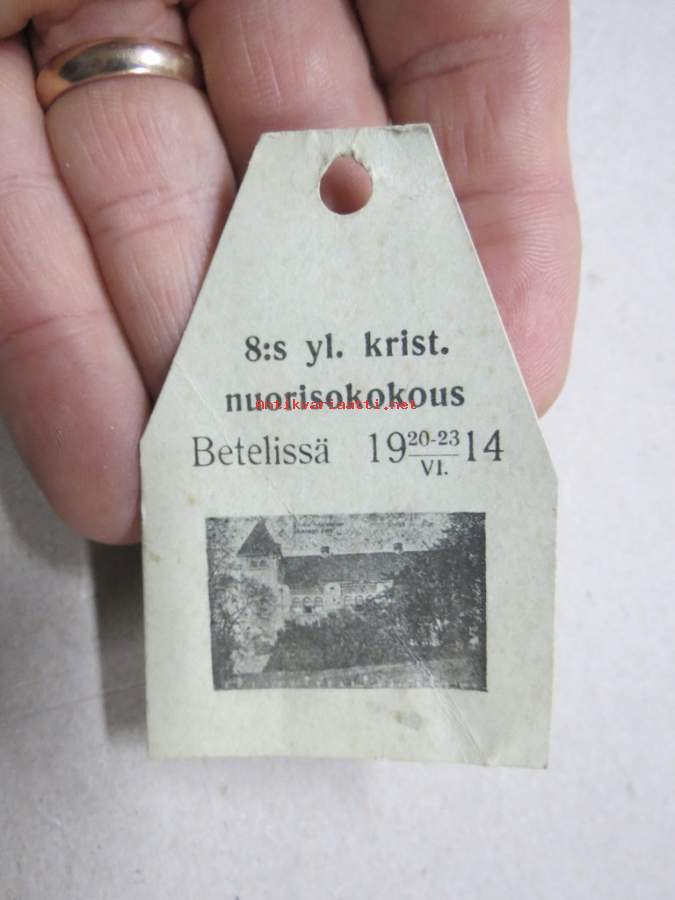 8:s yl. krist.
nuorisokokous
Antikvariaatti.net
Betelissä 19 20-23/VI. 14